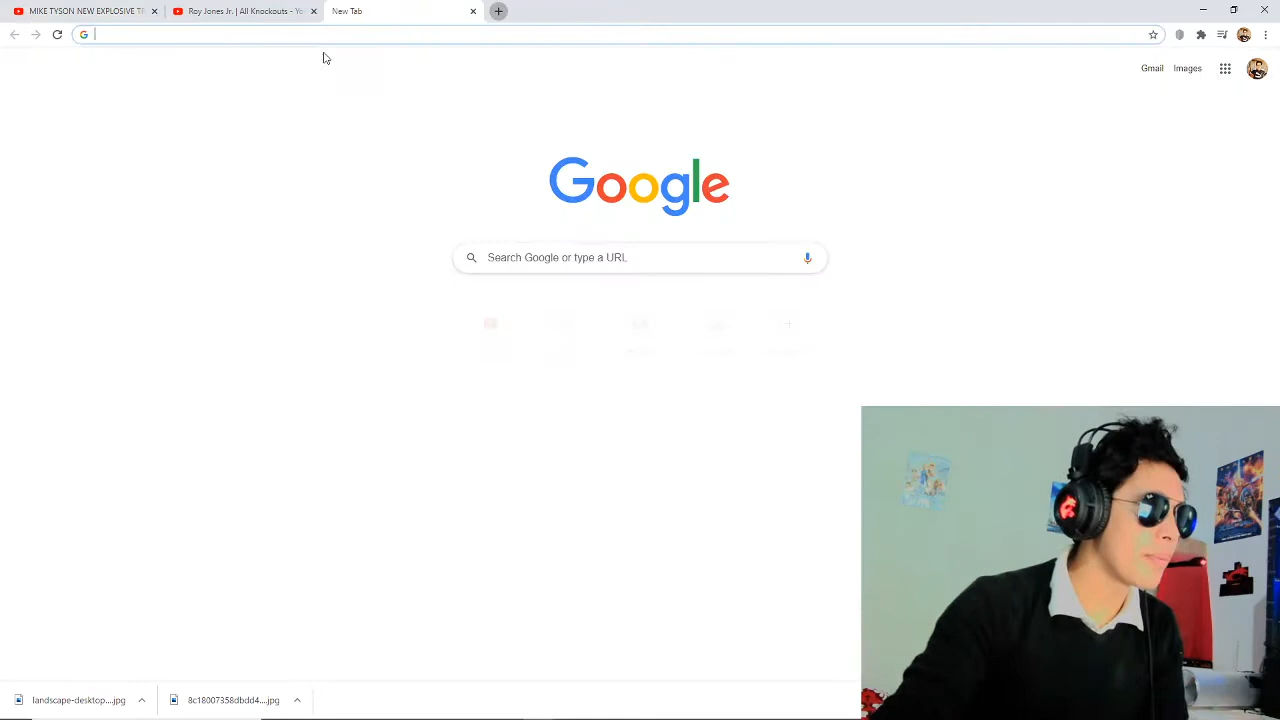 MIKE TYSON NEW EXPLOSIVE TR
Roy Jones Jr. | All Knockouts - Yo
New Tab
Gmail
Images
Google
Search Google or type a URL
landscape-desktop....jpg
8c18007358dbdd4....jpg